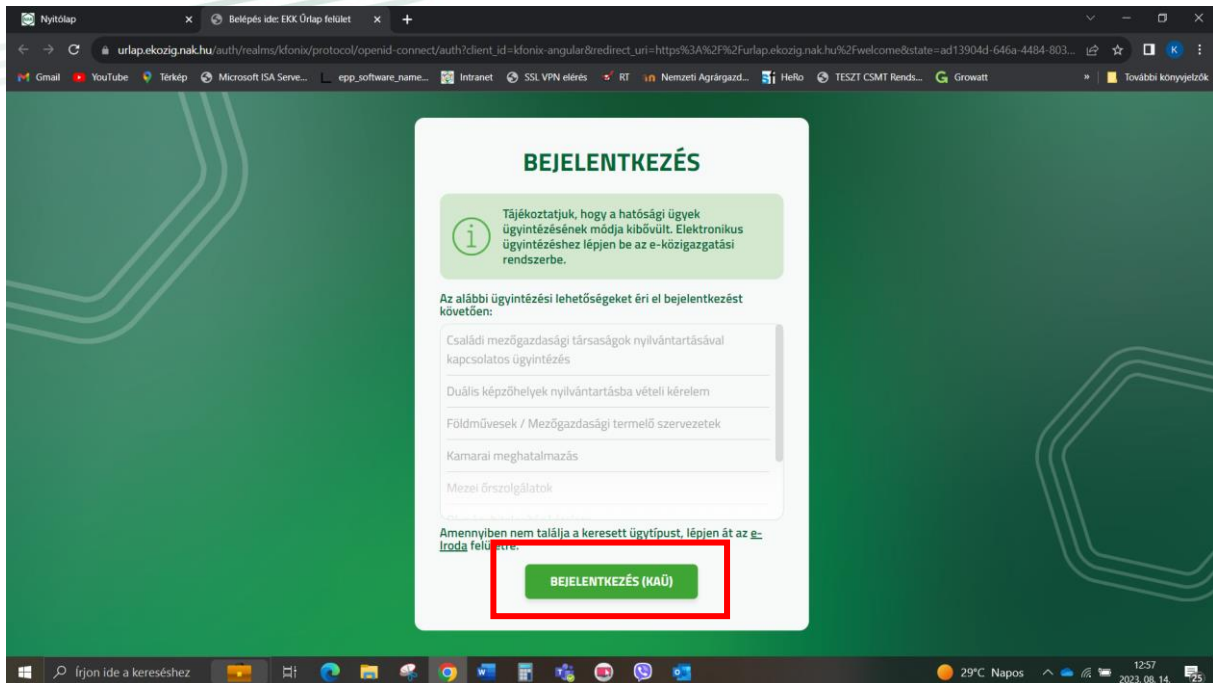 Nyitólap
Belépés ide: EKK Űrlap felület
urlap.ekozig.nak.hu/auth/realms/kfonix/protocol/openid-connect/auth?client_id=kfonix-angular&redirect_uri=https%3A%2F%2Furlap.ekozig.nak.hu%2Fwelcome&state=ad13904d-646a-4484-803...
K
Gmail YouTube Térkép Microsoft ISA Serve... epp_software_name... Intranet SSL VPN elérés RT Nemzeti Agrárgazd... HeRo TESZT CSMT Rends... Growatt » További könyvjelzők
BEJELENTKEZÉS
Tájékoztatjuk, hogy a hatósági ügyek
ügyintézésének módja kibővült. Elektronikus
ügyintézéshez lépjen be az e-közigazgatási
rendszerbe.
Az alábbi ügyintézési lehetőségeket éri el bejelentkezést
követően:
Családi mezőgazdasági társaságok nyilvántartásával
kapcsolatos ügyintézés
Duális képzőhelyek nyilvántartásba vételi kérelem
Földművesek / Mezőgazdasági termelő szervezetek
Kamarai meghatalmazás
Mezei őrszolgálatok
Amennyiben nem találja a keresett ügytípust, lépjen át az e-
Iroda felületre.
BEJELENTKEZÉS (KAÜ)
Írjon ide a kereséshez
29°C Napos
12:57
2023. 08. 14.
25